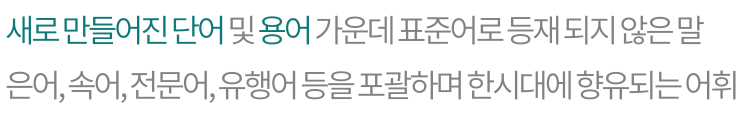 새로 만들어진 단어 및 용어 가운데 표준어로 등재 되지 않은 말
은어, 속어, 전문어, 유행어 등을 포괄하며 한시대에 향유되는 어휘